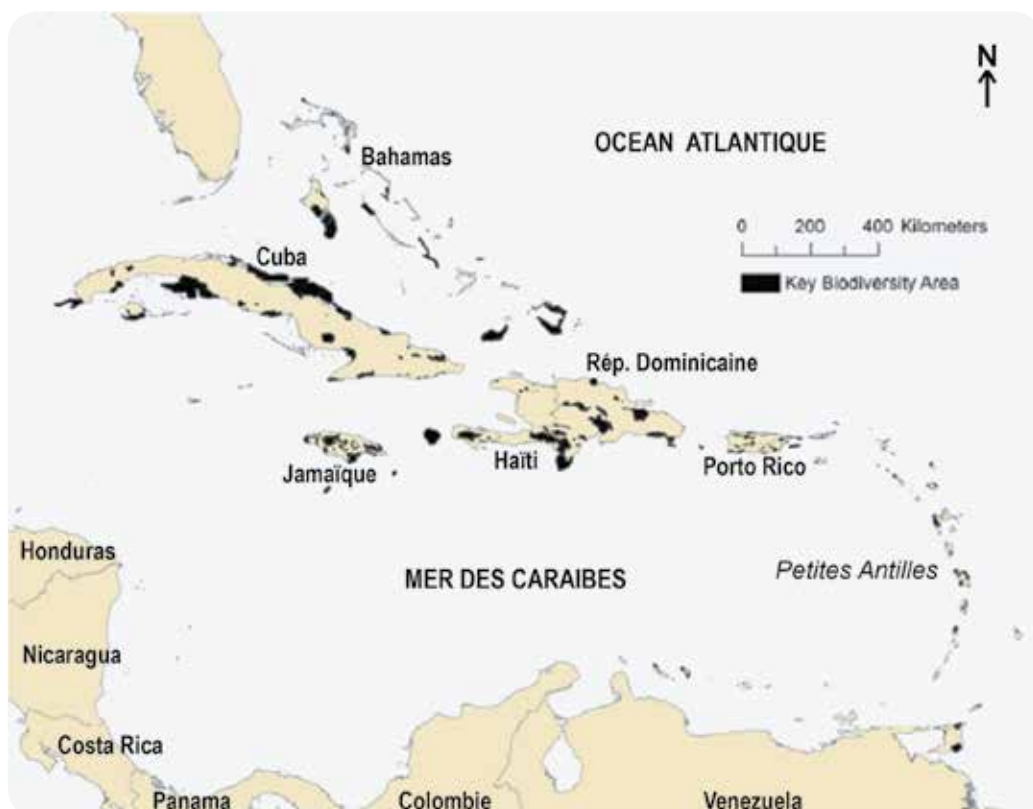 N
OCEAN ATLANTIQUE
Bahamas
0 200 400 Kilometers
Cuba
Key Biodiversity Area
Rép. Dominicaine
Jamaïque
Haïti
Porto Rico
Honduras
MER DES CARAIBES
Petites Antilles
Nicaragua
Costa Rica
Panama
Colombie
Venezuela